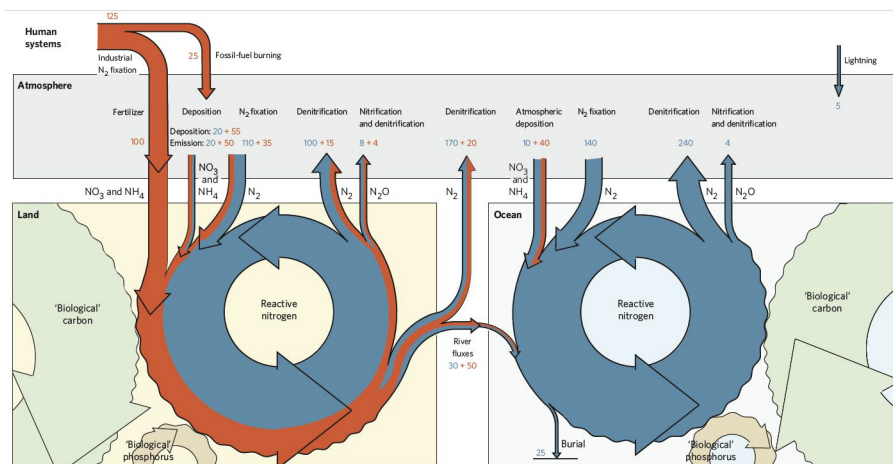 125
Human
systems
Industrial
N2 fixation
25
Fossil-fuel burning
Lightning
5
Atmosphere
Fertilizer
100
Deposition
N2 fixation
Deposition: 20 + 55
Emission: 20 + 50
110 + 35
Denitrification
100 + 15
Nitrification
and denitrification
8 + 4
Denitrification
170 + 20
Atmospheric
deposition
10 + 40
N2 fixation
140
Denitrification
240
Nitrification
and denitrification
4
NO3 and NH4
NO3
and
NH4
N2
N2
N2O
N2
NO3
and
NH4
N2
N2
N2O
Land
'Biological'
carbon
Reactive
nitrogen
'Biological'
phosphorus
River
fluxes
30 + 50
Ocean
Reactive
nitrogen
'Biological'
carbon
Burial
25
'Biological'
phosphorus